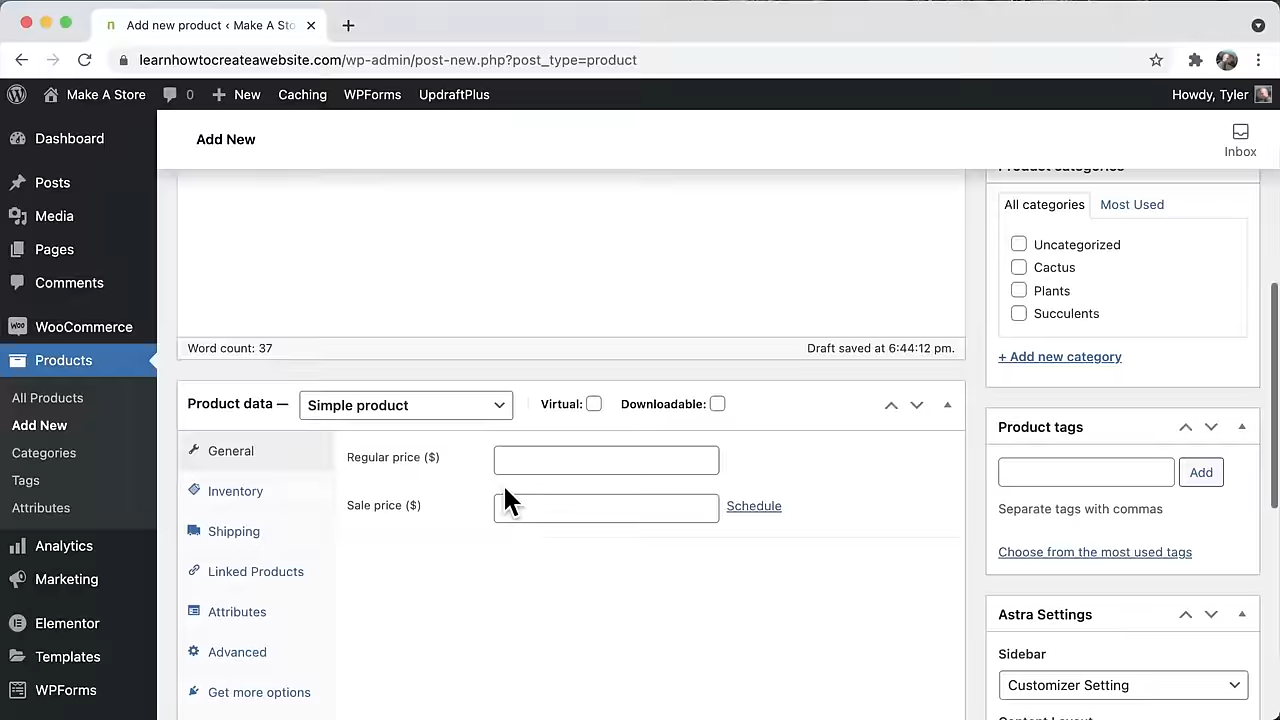 Add new product ‹ Make A Sto
learnhowtocreateawebsite.com/wp-admin/post-new.php?post_type=product
Make A Store 0 New Caching WPForms UpdraftPlus Howdy, Tyler
Dashboard
Posts
Media
Pages
Comments
WooCommerce
Products
All Products
Add New
Categories
Tags
Attributes
Analytics
Marketing
Elementor
Templates
WPForms
Add New
Inbox
Word count: 37 Draft saved at 6:44:12 pm.
Product data — Simple product Virtual: Downloadable:
General
Inventory
Shipping
Linked Products
Attributes
Advanced
Get more options
Regular price ($)
Sale price ($) Schedule
Product categories
All categories Most Used
Uncategorized
Cactus
Plants
Succulents
+ Add new category
Product tags
Add
Separate tags with commas
Choose from the most used tags
Astra Settings
Sidebar
Customizer Setting